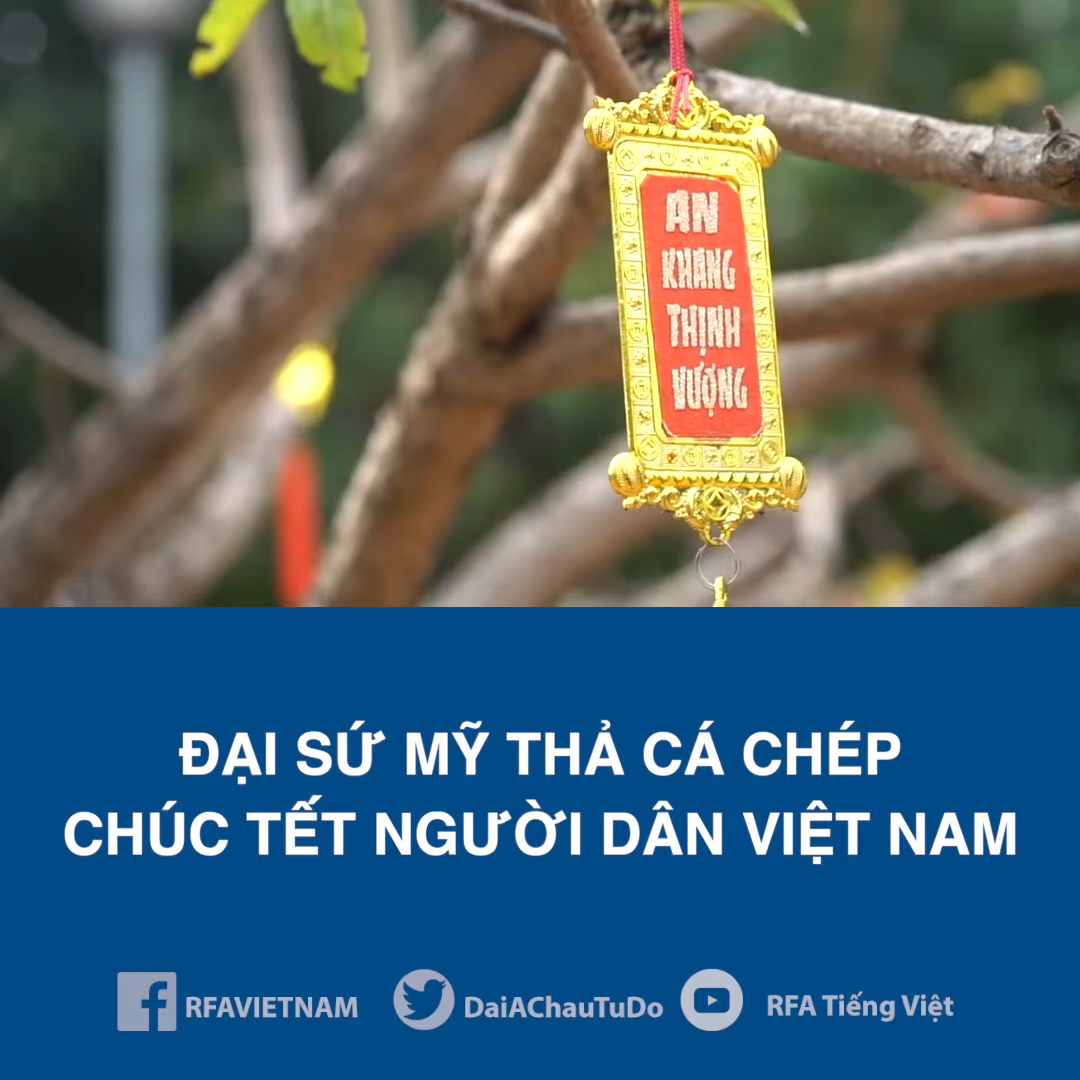 AN
KHANG
THỊNH
VƯỢNG
ĐẠI SỨ MỸ THẢ CÁ CHÉP
CHÚC TẾT NGƯỜI DÂN VIỆT NAM
RFAVIETNAM
DaiAChauTuDo
RFA Tiếng Việt